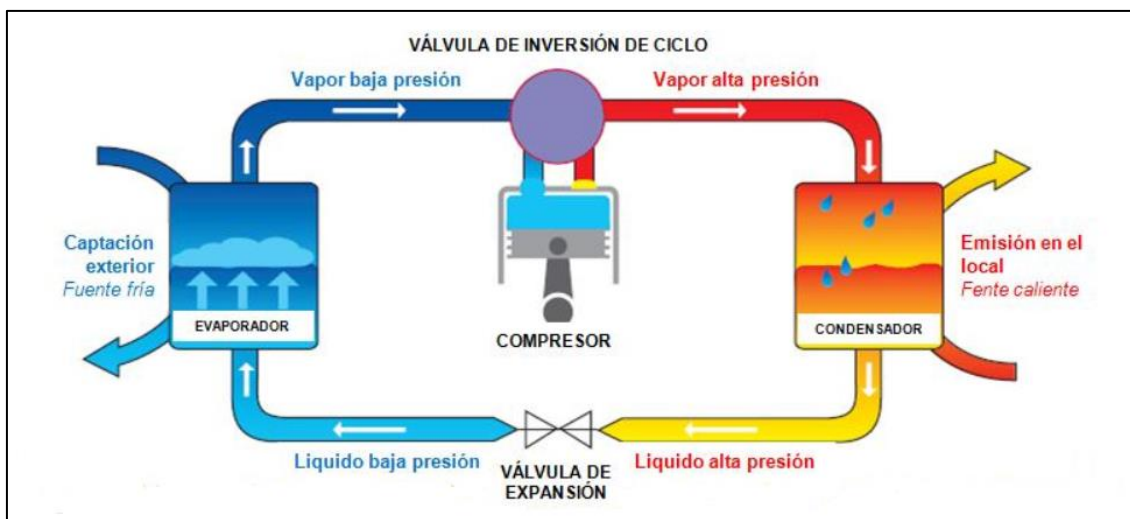 VÁLVULA DE INVERSIÓN DE CICLO
Vapor baja presión
Vapor alta presión
Captación
exterior
Fuente fría
EVAPORADOR
COMPRESOR
CONDENSADOR
Emisión en el
local
Fente caliente
Liquido baja presión
VÁLVULA DE
EXPANSIÓN
Liquido alta presión